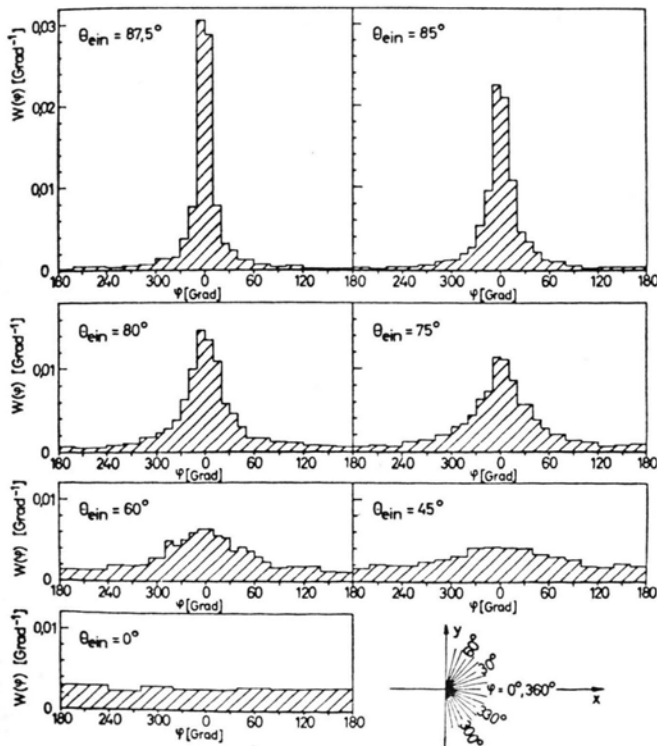 0,03
0,02
0,01
0
W(φ) [Grad⁻¹]
θein = 87,5°
θein = 85°
180 240 300 0 60 120 180 240 300 0 60 120 180
φ[Grad] φ[Grad]
0,01
0
W(φ) [Grad⁻¹]
θein = 80°
θein = 75°
180 240 300 0 60 120 180 240 300 0 60 120 180
φ[Grad] φ[Grad]
0,01
0
W(φ) [Grad⁻¹]
θein = 60°
θein = 45°
180 240 300 0 60 120 180 240 300 0 60 120 180
φ[Grad] φ[Grad]
0,01
0
W(φ) [Grad⁻¹]
θein = 0°
180 240 300 0 60 120 180
φ[Grad]
y
60°
30°
φ = 0°, 360°
x
330°
300°